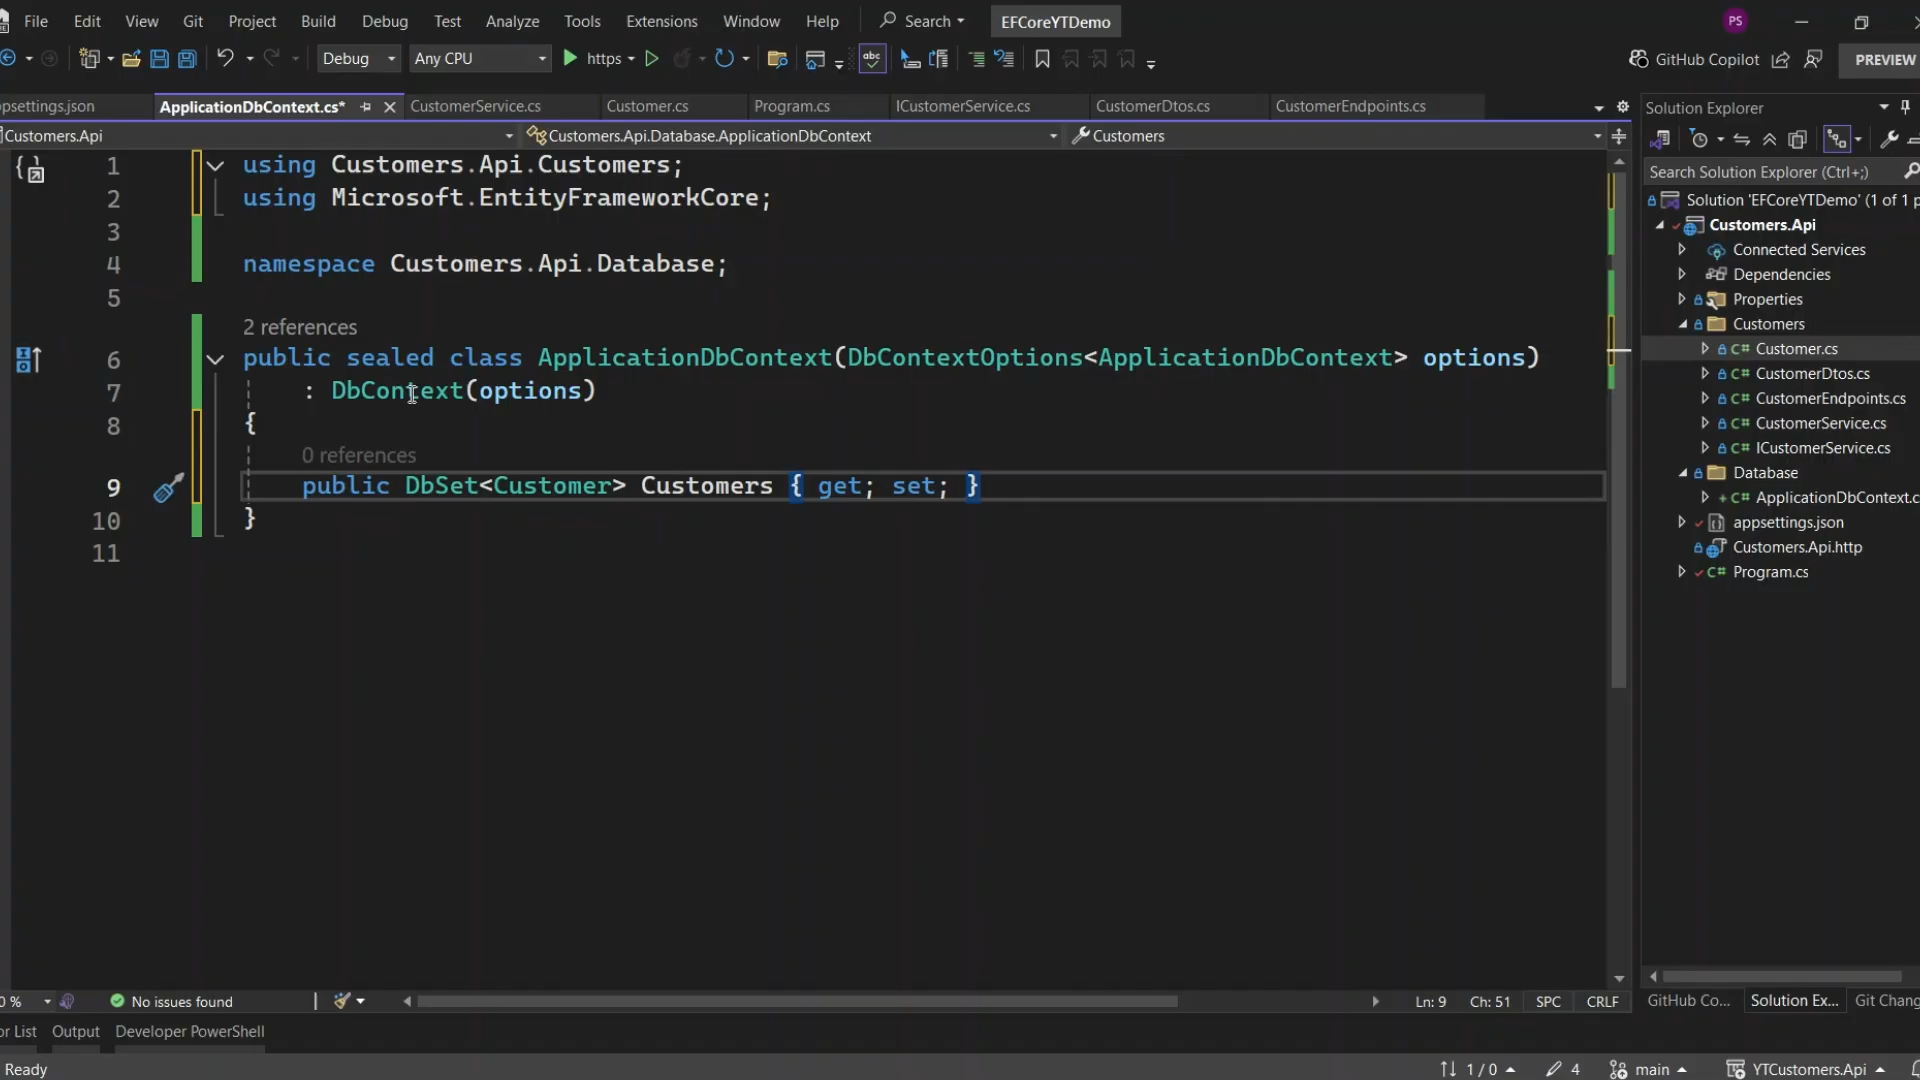 File Edit View Git Project Build Debug Test Analyze Tools Extensions Window Help Search EFCoreYTDemo PS
Debug Any CPU https abc GitHub Copilot PREVIEW
psettings.json ApplicationDbContext.cs* CustomerService.cs Customer.cs Program.cs ICustomerService.cs CustomerDtos.cs CustomerEndpoints.cs
Customers.Api Customers.Api.Database.ApplicationDbContext Customers
1 using Customers.Api.Customers;
2 using Microsoft.EntityFrameworkCore;
3
4 namespace Customers.Api.Database;
5
2 references
6 public sealed class ApplicationDbContext(DbContextOptions<ApplicationDbContext> options)
7 : DbContext(options)
8 {
0 references
9 public DbSet<Customer> Customers { get; set; }
10 }
11
Solution Explorer
Search Solution Explorer (Ctrl+;)
Solution 'EFCoreYTDemo' (1 of 1 p
Customers.Api
Connected Services
Dependencies
Properties
Customers
C# Customer.cs
C# CustomerDtos.cs
C# CustomerEndpoints.cs
C# CustomerService.cs
C# ICustomerService.cs
Database
C# ApplicationDbContext.c
appsettings.json
Customers.Api.http
C# Program.cs
0 % No issues found Ln: 9 Ch: 51 SPC CRLF
GitHub Co... Solution Ex... Git Chang
or List Output Developer PowerShell
Ready 1 / 0 4 main YTCustomers.Api